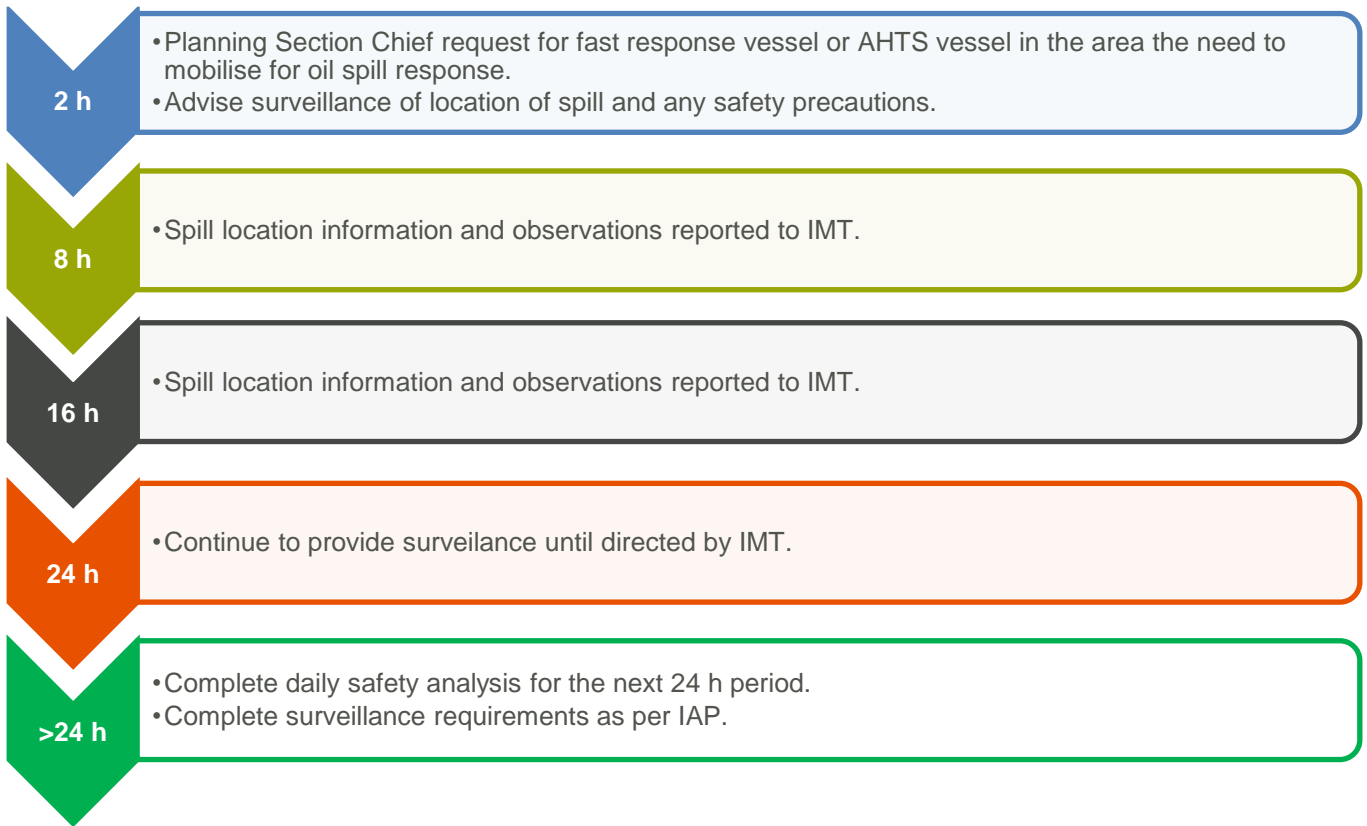 2 h
•Planning Section Chief request for fast response vessel or AHTS vessel in the area the need to
mobilise for oil spill response.
•Advise surveillance of location of spill and any safety precautions.
8 h
•Spill location information and observations reported to IMT.
16 h
•Spill location information and observations reported to IMT.
24 h
•Continue to provide surveilance until directed by IMT.
>24 h
•Complete daily safety analysis for the next 24 h period.
•Complete surveillance requirements as per IAP.